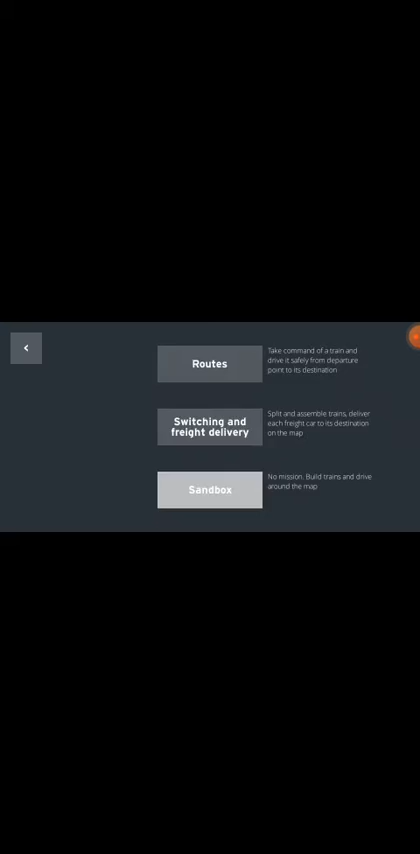 <
Routes
Take command of a train and
drive it safely from departure
point to its destination
Switching and
freight delivery
Split and assemble trains, deliver
each freight car to its destination
on the map
Sandbox
No mission. Build trains and drive
around the map